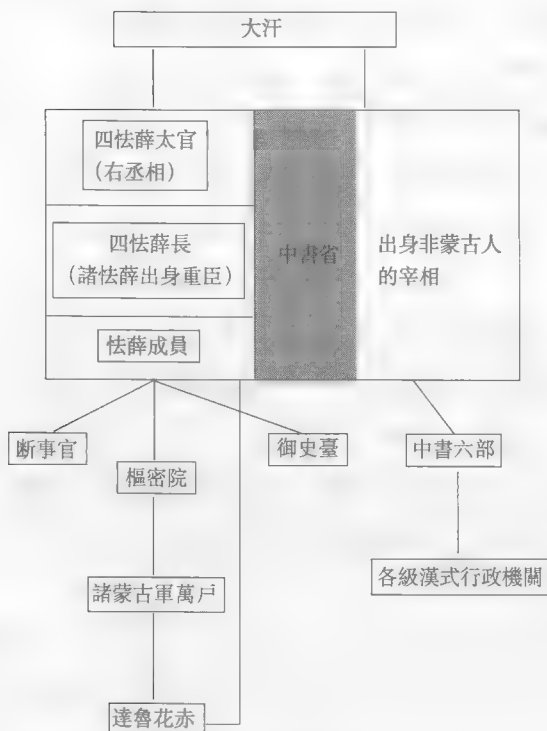 大汗
四怯薛太官
（右丞相）
四怯薛長
（諸怯薛出身重臣）
怯薛成員
中書省
出身非蒙古人
的宰相
断事官
樞密院
御史臺
中書六部
諸蒙古軍萬戶
各級漢式行政機關
達魯花赤